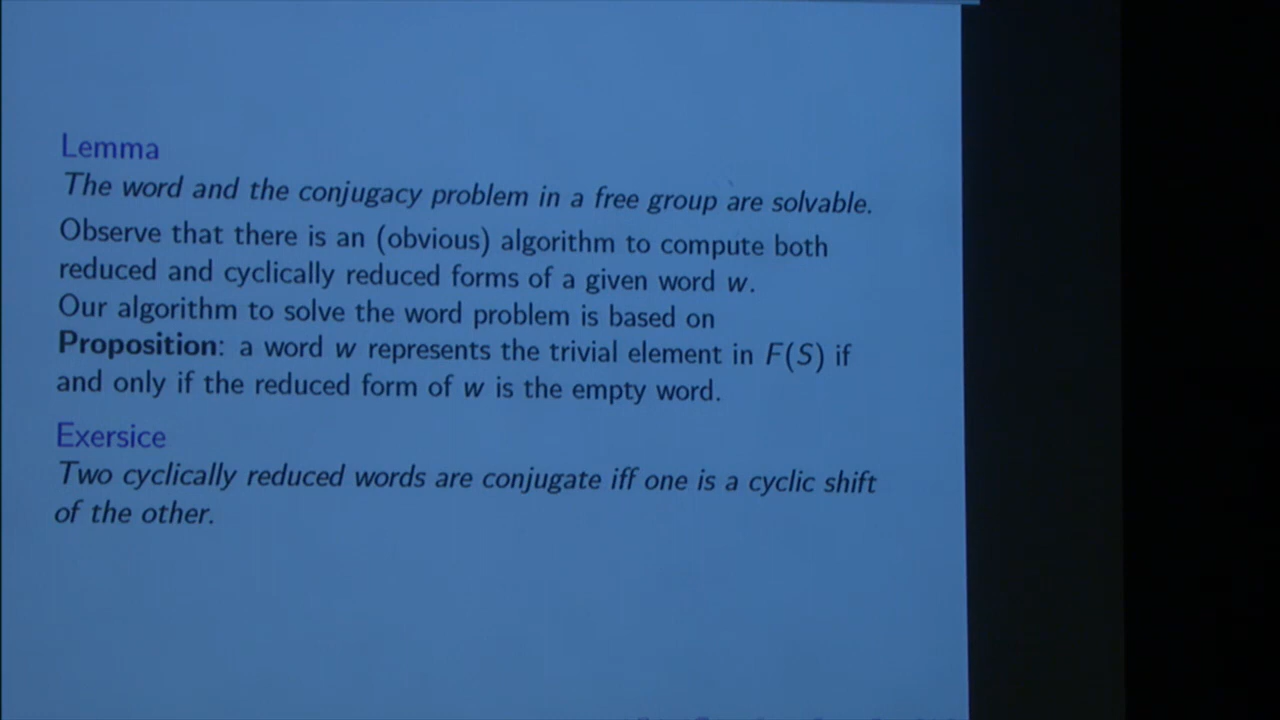 Lemma
The word and the conjugacy problem in a free group are solvable.
Observe that there is an (obvious) algorithm to compute both
reduced and cyclically reduced forms of a given word w.
Our algorithm to solve the word problem is based on
Proposition: a word w represents the trivial element in F(S) if
and only if the reduced form of w is the empty word.
Exersice
Two cyclically reduced words are conjugate iff one is a cyclic shift
of the other.